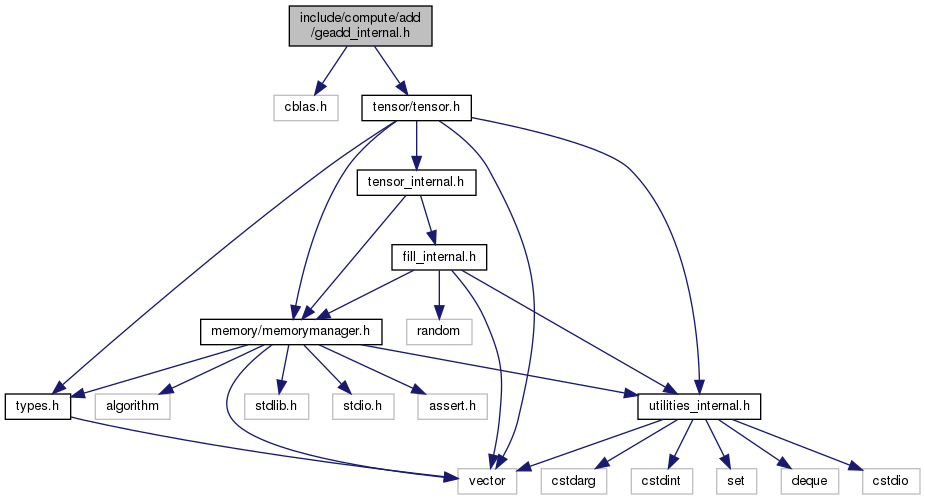 include/compute/add
/geadd_internal.h
cblas.h
tensor/tensor.h
tensor_internal.h
fill_internal.h
memory/memorymanager.h
random
types.h
algorithm
stdlib.h
stdio.h
assert.h
utilities_internal.h
vector
cstdarg
cstdint
set
deque
cstdio